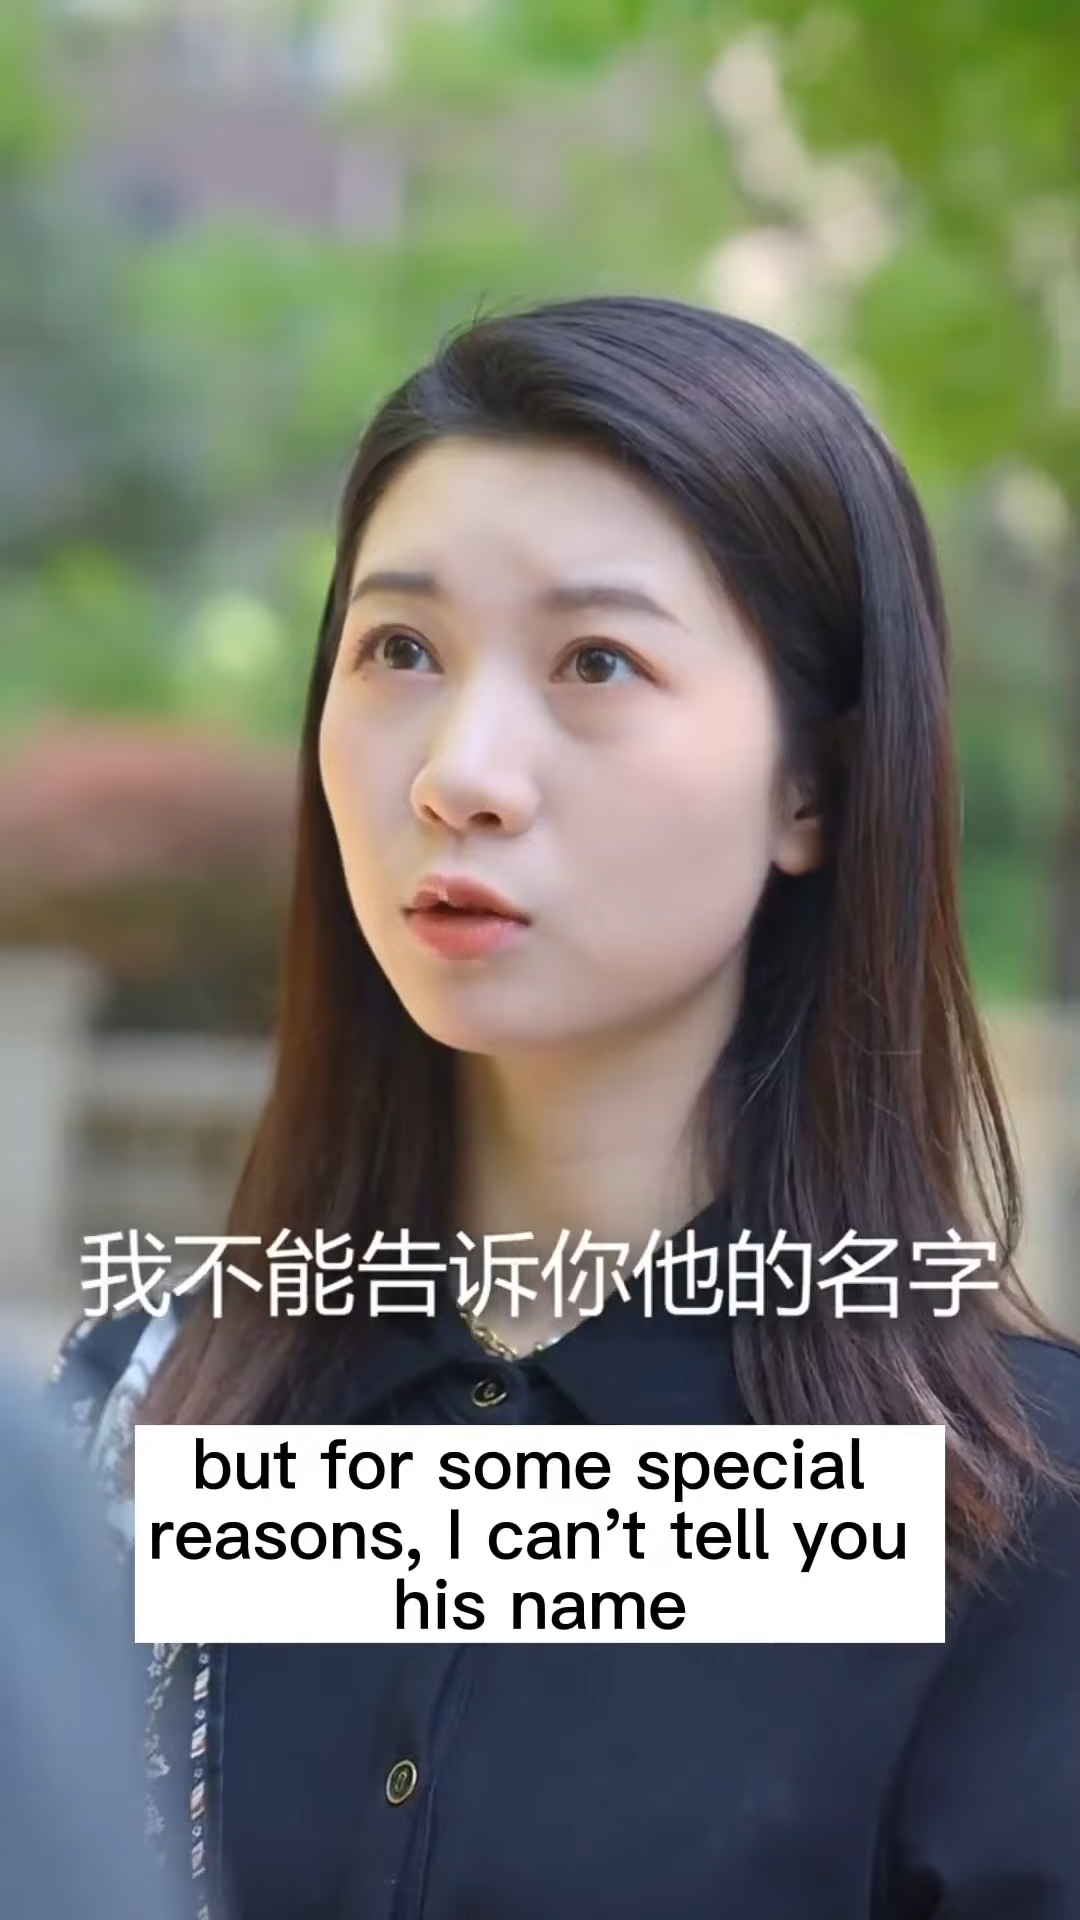 我不能告诉你他的名字
but for some special
reasons, I can’t tell you
his name